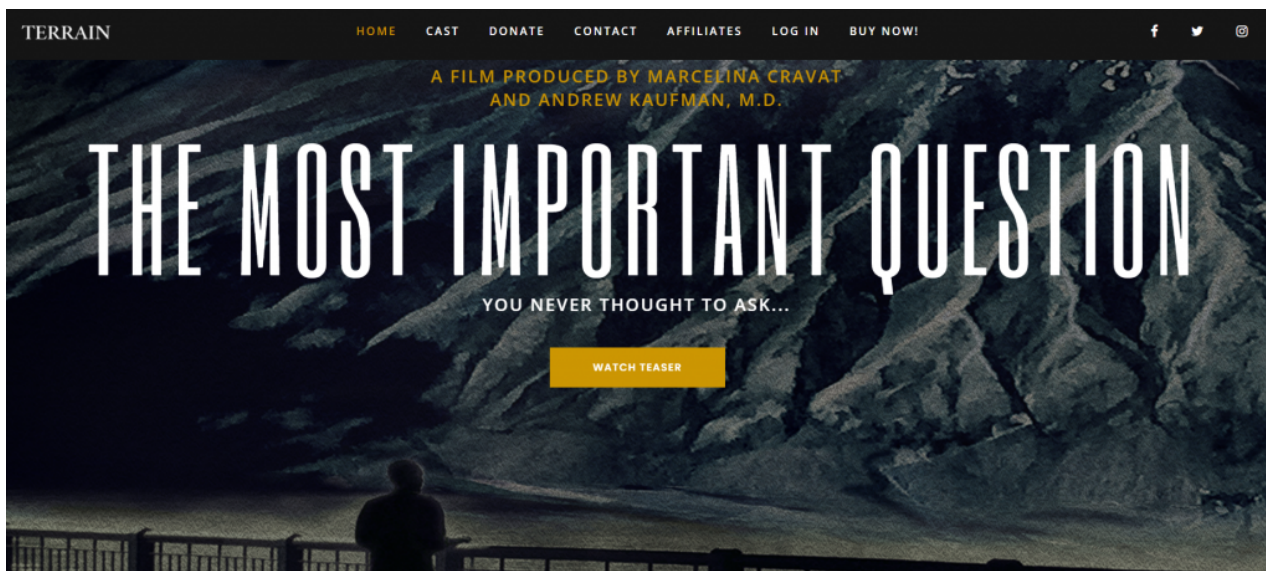 TERRAIN
HOME CAST DONATE CONTACT AFFILIATES LOG IN BUY NOW!
A FILM PRODUCED BY MARCELINA CRAVAT
AND ANDREW KAUFMAN, M.D.
THE MOST IMPORTANT QUESTION
YOU NEVER THOUGHT TO ASK...
WATCH TEASER